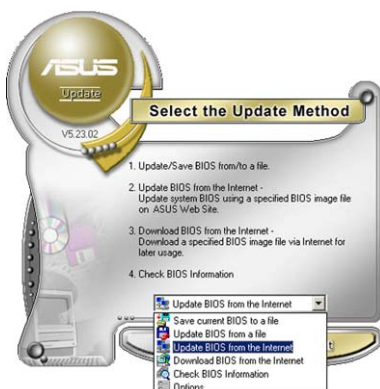 ASUS
Update
V5.23.02
Select the Update Method
1. Update/Save BIOS from/to a file.
2. Update BIOS from the Internet -
Update system BIOS using a specified BIOS image file
on ASUS Web Site.
3. Download BIOS from the Internet -
Download a specified BIOS image file via Internet for
later usage.
4. Check BIOS Information
Update BIOS from the Internet
Save current BIOS to a file
Update BIOS from a file
Update BIOS from the Internet
Download BIOS from the Internet
Check BIOS Information
Options